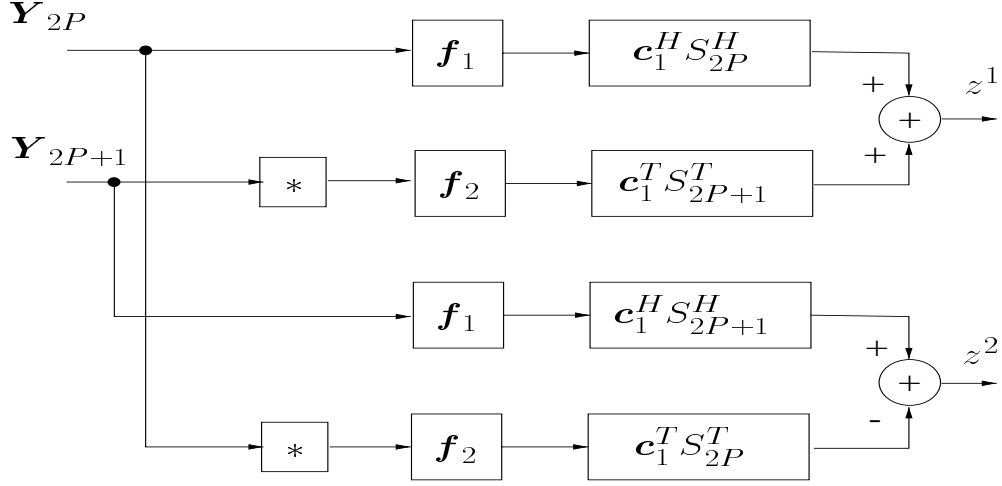 Y_{2P}
f_1
c_1^H S_{2P}^H
+
z^1
+
Y_{2P+1}
+
*
f_2
c_1^T S_{2P+1}^T
f_1
c_1^H S_{2P+1}^H
+
z^2
+
-
*
f_2
c_1^T S_{2P}^T